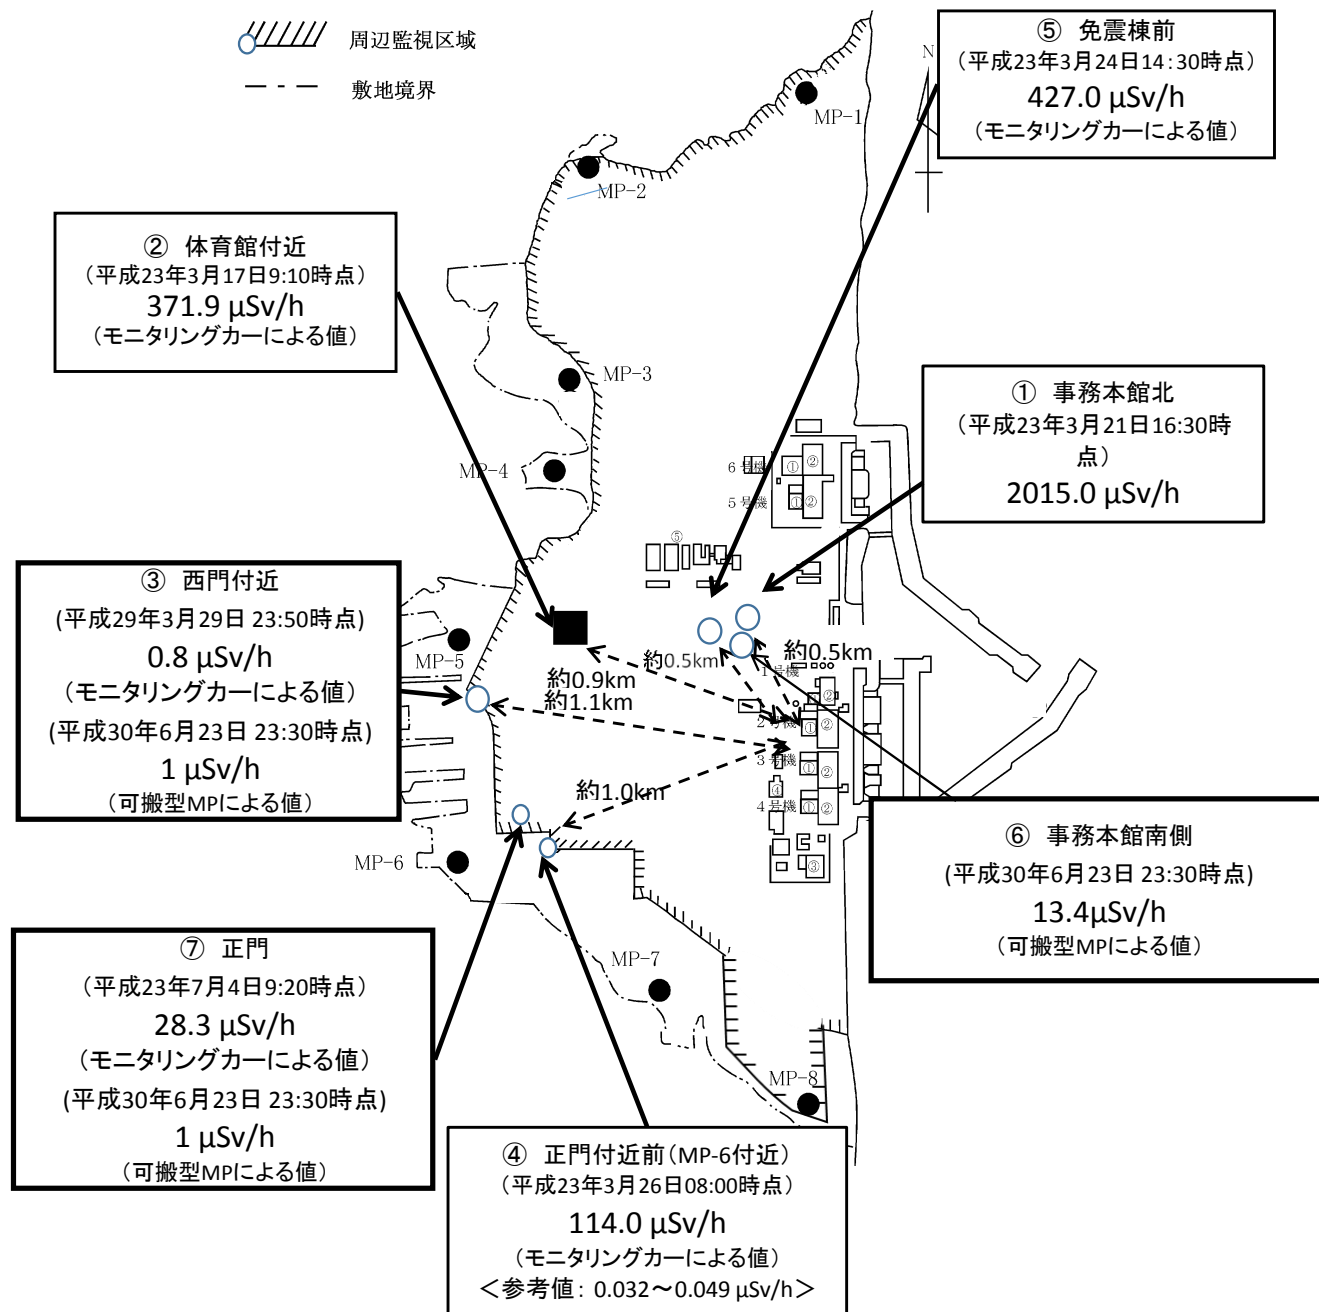 周辺監視区域
敷地境界
⑤ 免震棟前
(平成23年3月24日14:30時点)
427.0 μSv/h
(モニタリングカーによる値)
N
MP-1
MP-2
② 体育館付近
(平成23年3月17日9:10時点)
371.9 μSv/h
(モニタリングカーによる値)
MP-3
① 事務本館北
(平成23年3月21日16:30時
点)
2015.0 μSv/h
MP-4
6号機
①
②
5号機
①
②
⑤
③ 西門付近
(平成29年3月29日 23:50時点)
0.8 μSv/h
(モニタリングカーによる値)
(平成30年6月23日 23:30時点)
1 μSv/h
(可搬型MPによる値)
MP-5
約0.5km
約0.5km
約0.9km
約1.1km
1号機
②
2号機
①
②
3号機
①
②
④
約1.0km
4号機
①
②
③
MP-6
⑥ 事務本館南側
(平成30年6月23日 23:30時点)
13.4μSv/h
(可搬型MPによる値)
⑦ 正門
(平成23年7月4日9:20時点)
28.3 μSv/h
(モニタリングカーによる値)
(平成30年6月23日 23:30時点)
1 μSv/h
(可搬型MPによる値)
MP-7
MP-8
④ 正門付近前(MP-6付近)
(平成23年3月26日08:00時点)
114.0 μSv/h
(モニタリングカーによる値)
<参考値: 0.032～0.049 μSv/h>